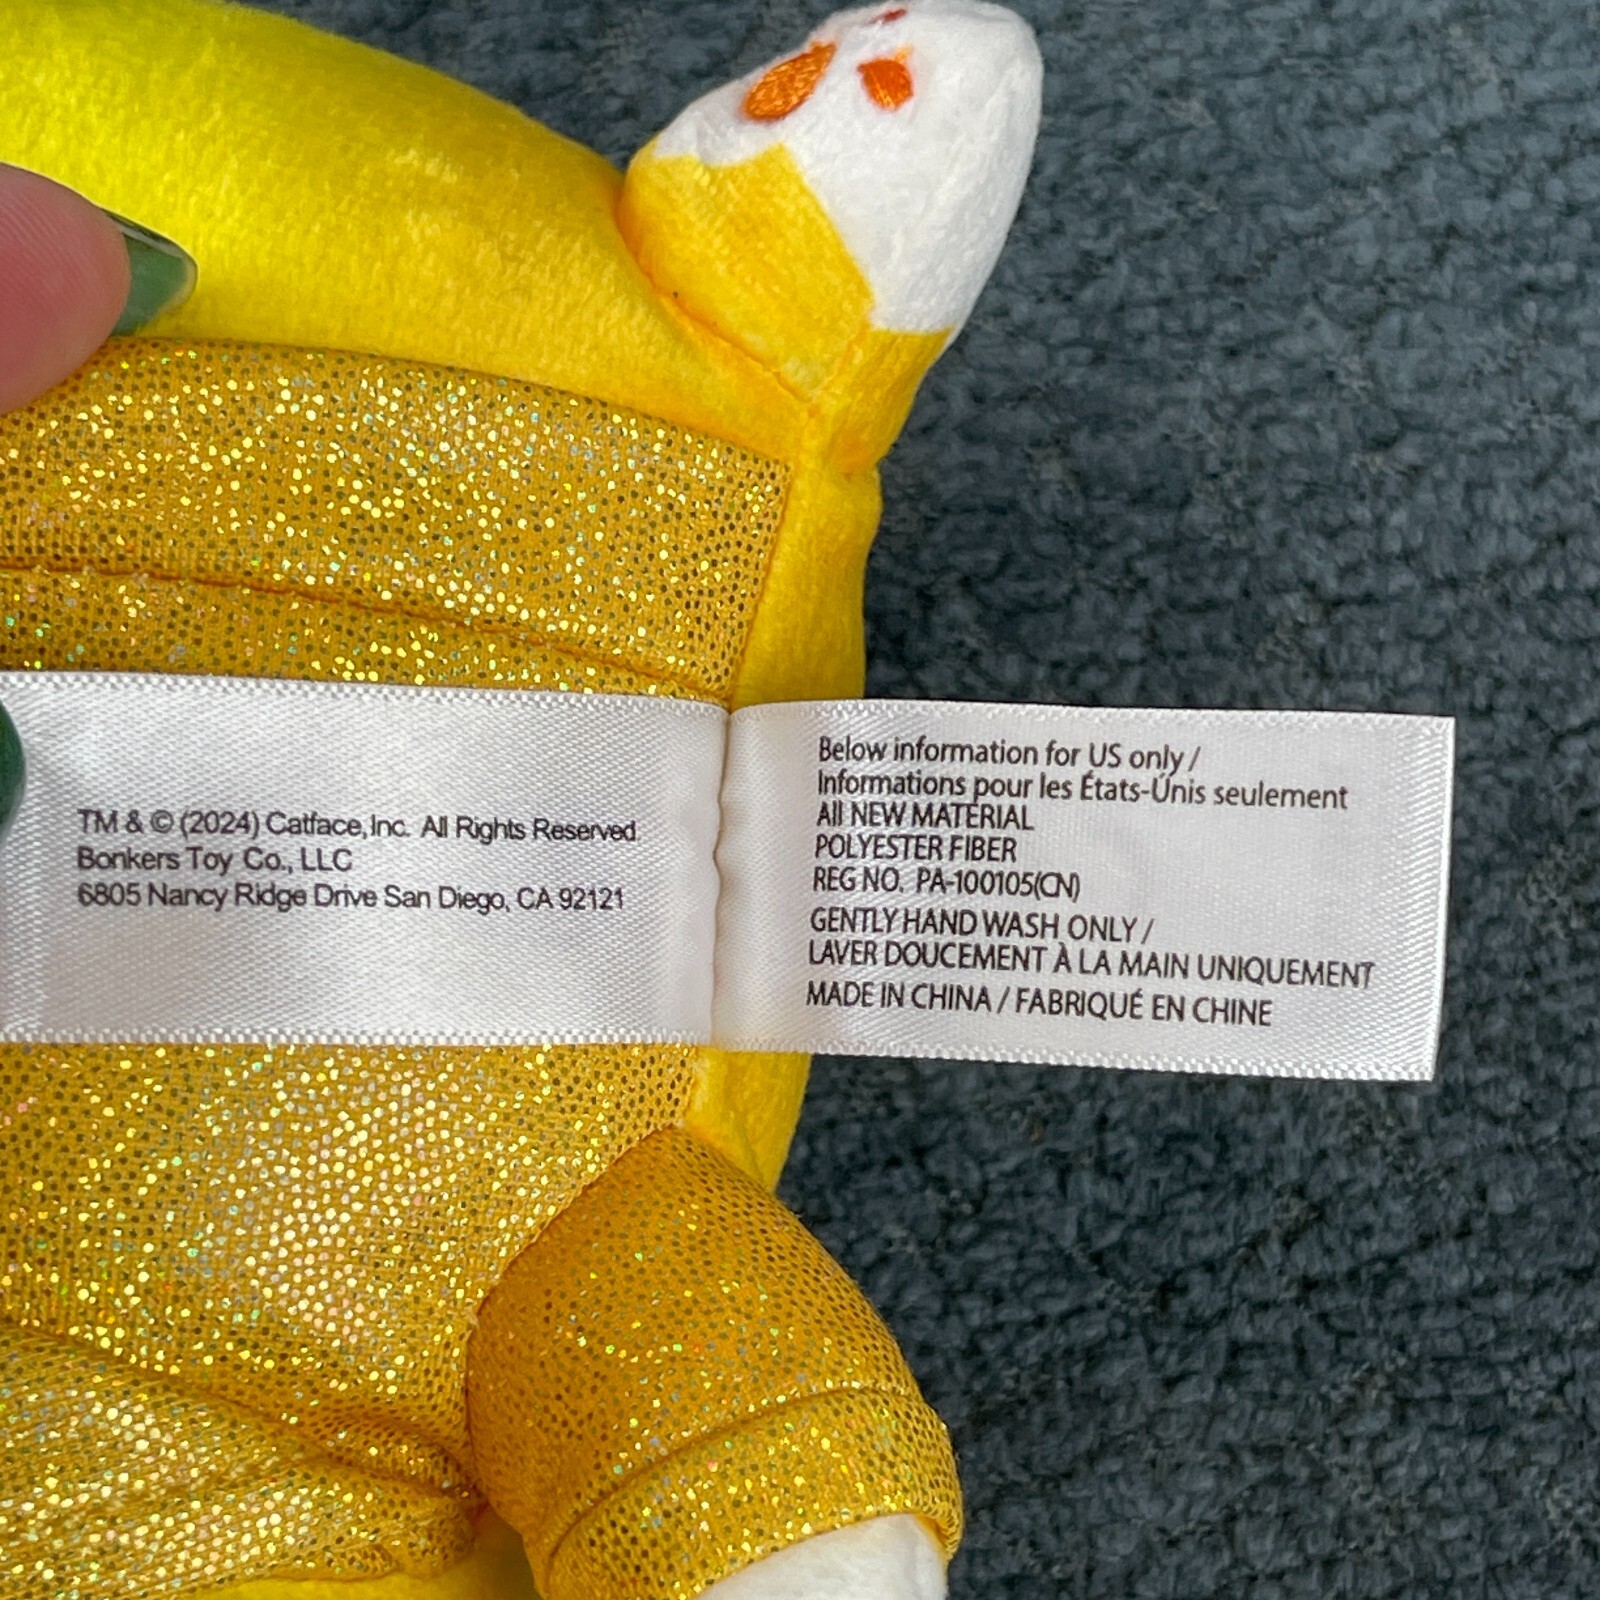 TM & © (2024) Catface, Inc. All Rights Reserved.
Bonkers Toy Co., LLC
6805 Nancy Ridge Drive San Diego, CA 92121
Below information for US only /
Informations pour les États-Unis seulement
All NEW MATERIAL
POLYESTER FIBER
REG NO. PA-100105(CN)
GENTLY HAND WASH ONLY /
LAVER DOUCEMENT À LA MAIN UNIQUEMENT
MADE IN CHINA / FABRIQUÉ EN CHINE